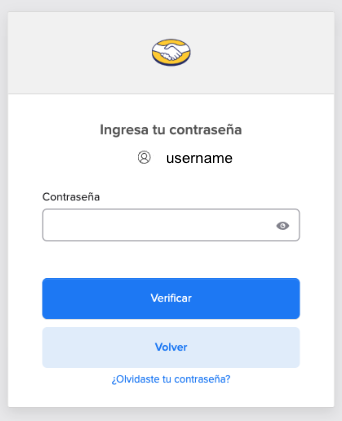 Ingresa tu contraseña
username
Contraseña
Verificar
Volver
¿Olvidaste tu contraseña?